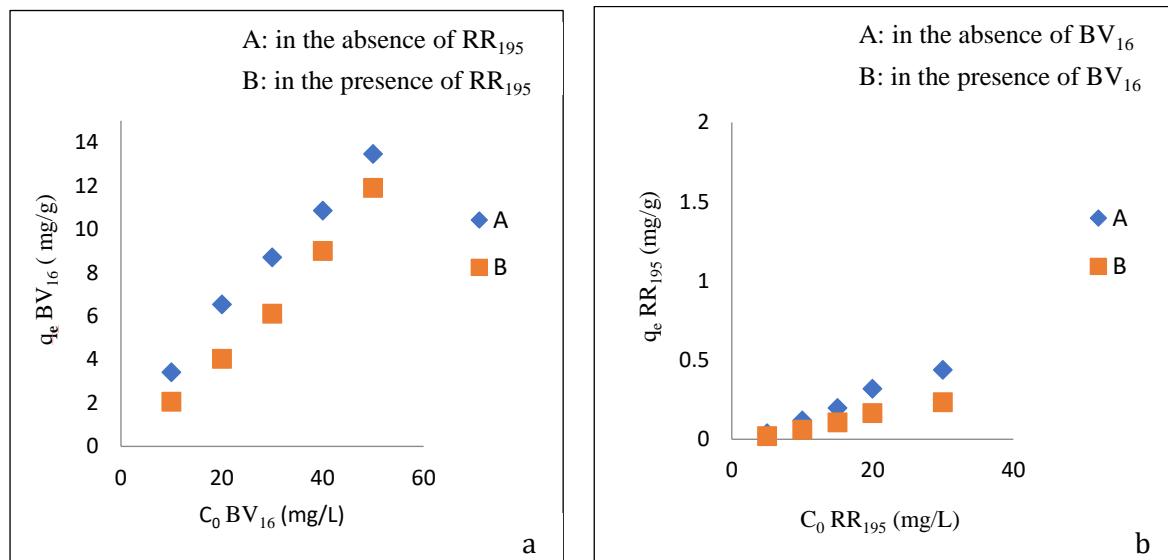 A: in the absence of RR195
B: in the presence of RR195
14
12
10
8
6
4
2
0
qe BV16 ( mg/g)
A
B
0 20 40 60
C0 BV16 (mg/L)
a
A: in the absence of BV16
B: in the presence of BV16
2
1.5
1
0.5
0
qe RR195 (mg/g)
A
B
0 20 40
C0 RR195 (mg/L)
b